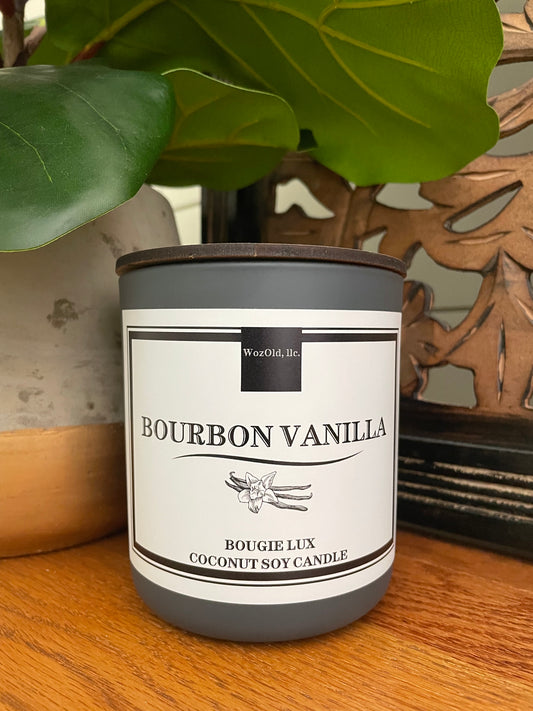 WozOld, llc.
BOURBON VANILLA
BOUGIE LUX
COCONUT SOY CANDLE